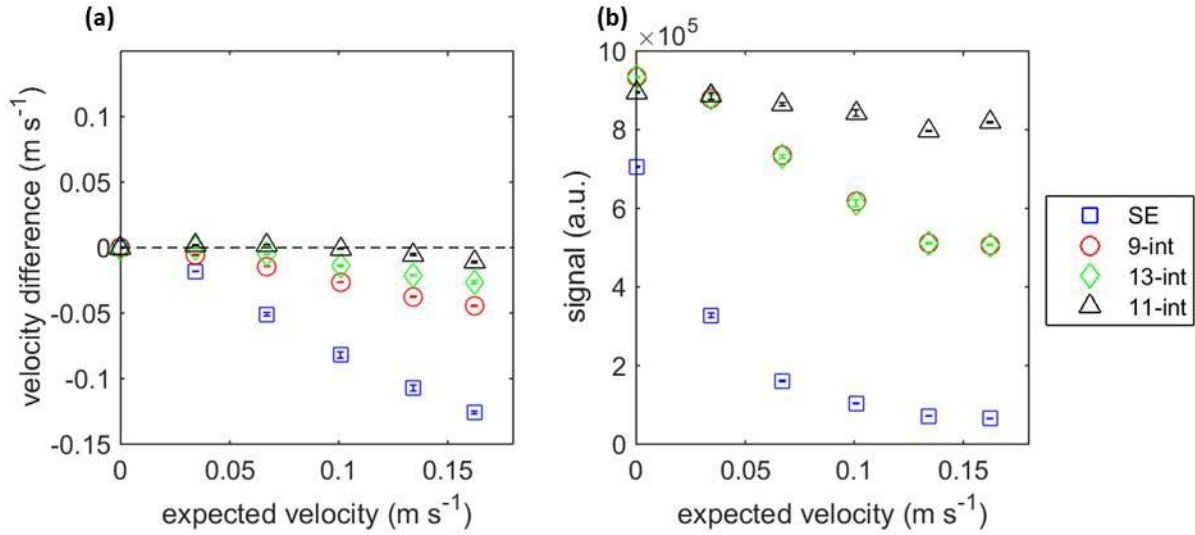 (a)
velocity difference (m s⁻¹)
0.1
0.05
0
-0.05
-0.1
-0.15
0
0.05
0.1
0.15
expected velocity (m s⁻¹)
(b)
×10⁵
signal (a.u.)
10
8
6
4
2
0
0
0.05
0.1
0.15
expected velocity (m s⁻¹)
SE
9-int
13-int
11-int